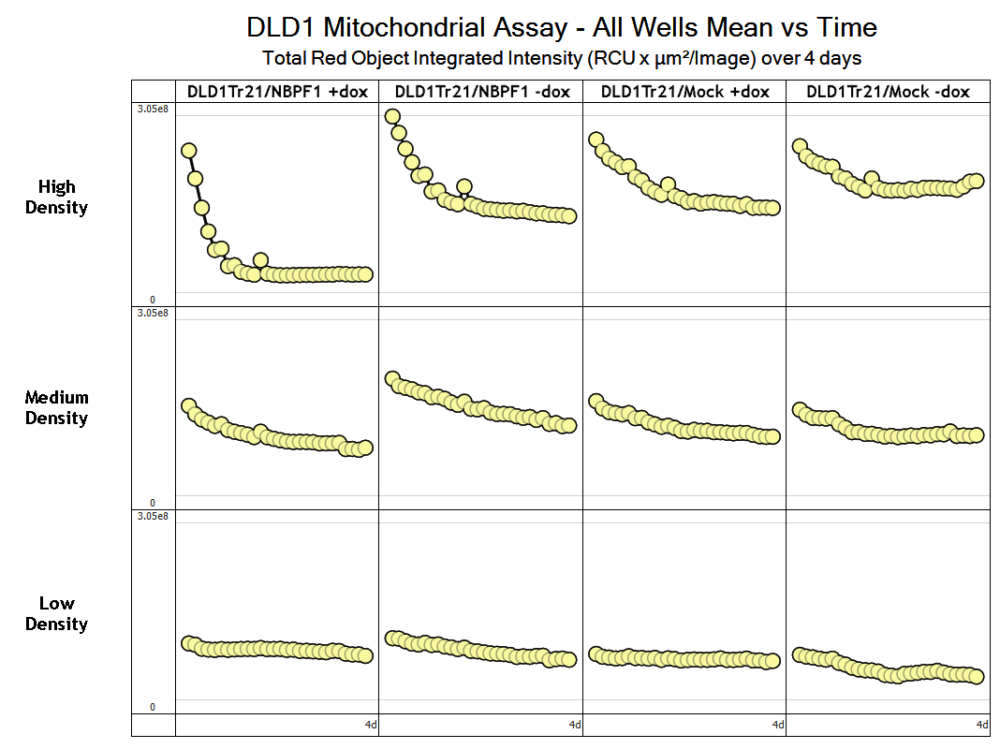 DLD1 Mitochondrial Assay - All Wells Mean vs Time
Total Red Object Integrated Intensity (RCU x µm²/Image) over 4 days
DLD1Tr21/NBPF1 +dox
DLD1Tr21/NBPF1 -dox
DLD1Tr21/Mock +dox
DLD1Tr21/Mock -dox
3.05e8
High
Density
0
3.05e8
Medium
Density
0
3.05e8
Low
Density
0
4d
4d
4d
4d